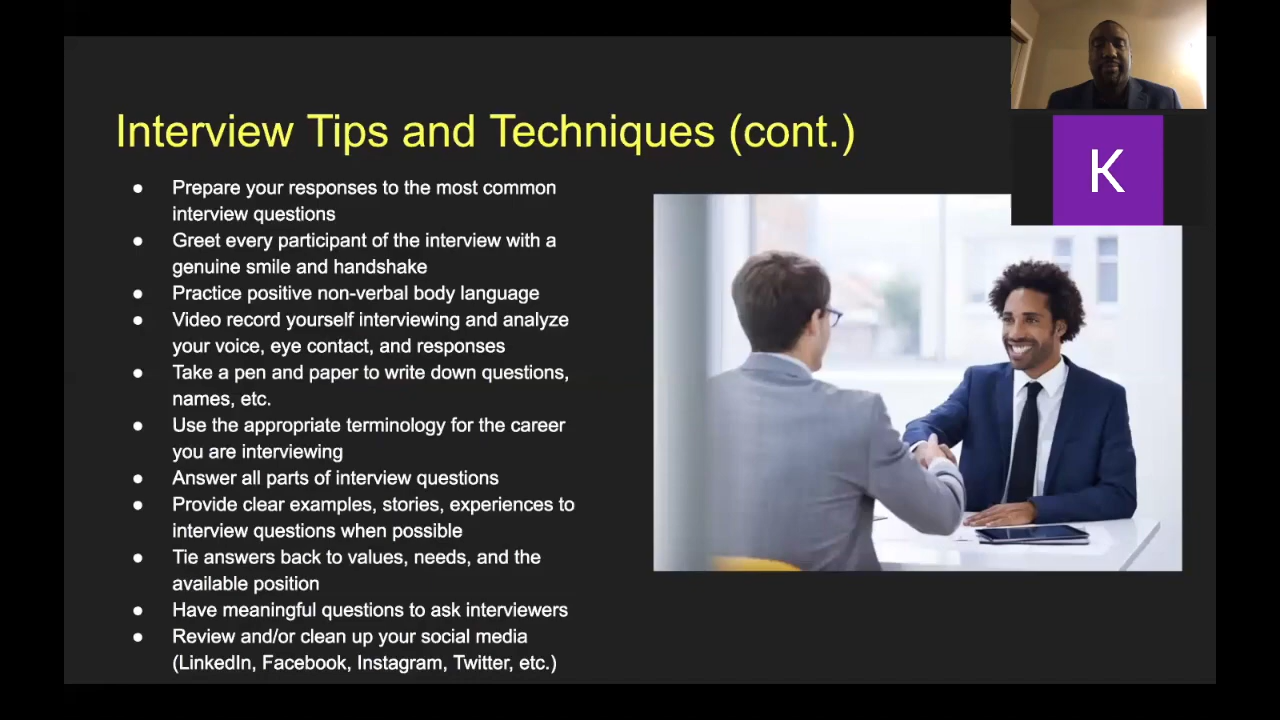 Interview Tips and Techniques (cont.)
● Prepare your responses to the most common
interview questions
● Greet every participant of the interview with a
genuine smile and handshake
● Practice positive non-verbal body language
● Video record yourself interviewing and analyze
your voice, eye contact, and responses
● Take a pen and paper to write down questions,
names, etc.
● Use the appropriate terminology for the career
you are interviewing
● Answer all parts of interview questions
● Provide clear examples, stories, experiences to
interview questions when possible
● Tie answers back to values, needs, and the
available position
● Have meaningful questions to ask interviewers
● Review and/or clean up your social media
(LinkedIn, Facebook, Instagram, Twitter, etc.)
K